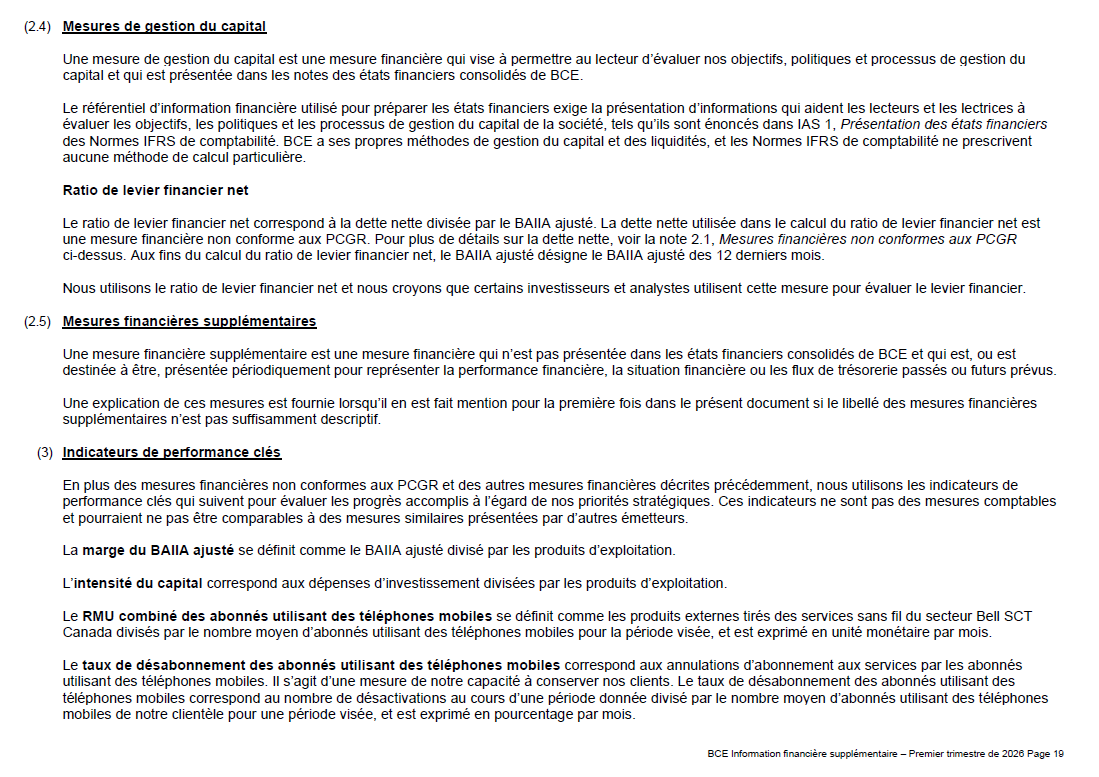 (2.4) Mesures de gestion du capital
Une mesure de gestion du capital est une mesure financière qui vise à permettre au lecteur d’évaluer nos objectifs, politiques et processus de gestion du
capital et qui est présentée dans les notes des états financiers consolidés de BCE.
Le référentiel d’information financière utilisé pour préparer les états financiers exige la présentation d’informations qui aident les lecteurs et les lectrices à
évaluer les objectifs, les politiques et les processus de gestion du capital de la société, tels qu’ils sont énoncés dans IAS 1, Présentation des états financiers
des Normes IFRS de comptabilité. BCE a ses propres méthodes de gestion du capital et des liquidités, et les Normes IFRS de comptabilité ne prescrivent
aucune méthode de calcul particulière.
Ratio de levier financier net
Le ratio de levier financier net correspond à la dette nette divisée par le BAIIA ajusté. La dette nette utilisée dans le calcul du ratio de levier financier net est
une mesure financière non conforme aux PCGR. Pour plus de détails sur la dette nette, voir la note 2.1, Mesures financières non conformes aux PCGR
ci-dessus. Aux fins du calcul du ratio de levier financier net, le BAIIA ajusté désigne le BAIIA ajusté des 12 derniers mois.
Nous utilisons le ratio de levier financier net et nous croyons que certains investisseurs et analystes utilisent cette mesure pour évaluer le levier financier.
(2.5) Mesures financières supplémentaires
Une mesure financière supplémentaire est une mesure financière qui n’est pas présentée dans les états financiers consolidés de BCE et qui est, ou est
destinée à être, présentée périodiquement pour représenter la performance financière, la situation financière ou les flux de trésorerie passés ou futurs prévus.
Une explication de ces mesures est fournie lorsqu’il en est fait mention pour la première fois dans le présent document si le libellé des mesures financières
supplémentaires n’est pas suffisamment descriptif.
(3) Indicateurs de performance clés
En plus des mesures financières non conformes aux PCGR et des autres mesures financières décrites précédemment, nous utilisons les indicateurs de
performance clés qui suivent pour évaluer les progrès accomplis à l’égard de nos priorités stratégiques. Ces indicateurs ne sont pas des mesures comptables
et pourraient ne pas être comparables à des mesures similaires présentées par d’autres émetteurs.
La marge du BAIIA ajusté se définit comme le BAIIA ajusté divisé par les produits d’exploitation.
L’intensité du capital correspond aux dépenses d’investissement divisées par les produits d’exploitation.
Le RMU combiné des abonnés utilisant des téléphones mobiles se définit comme les produits externes tirés des services sans fil du secteur Bell SCT
Canada divisés par le nombre moyen d’abonnés utilisant des téléphones mobiles pour la période visée, et est exprimé en unité monétaire par mois.
Le taux de désabonnement des abonnés utilisant des téléphones mobiles correspond aux annulations d’abonnement aux services par les abonnés
utilisant des téléphones mobiles. Il s’agit d’une mesure de notre capacité à conserver nos clients. Le taux de désabonnement des abonnés utilisant des
téléphones mobiles correspond au nombre de désactivations au cours d’une période donnée divisé par le nombre moyen d’abonnés utilisant des téléphones
mobiles de notre clientèle pour une période visée, et est exprimé en pourcentage par mois.
BCE Information financière supplémentaire – Premier trimestre de 2026 Page 19